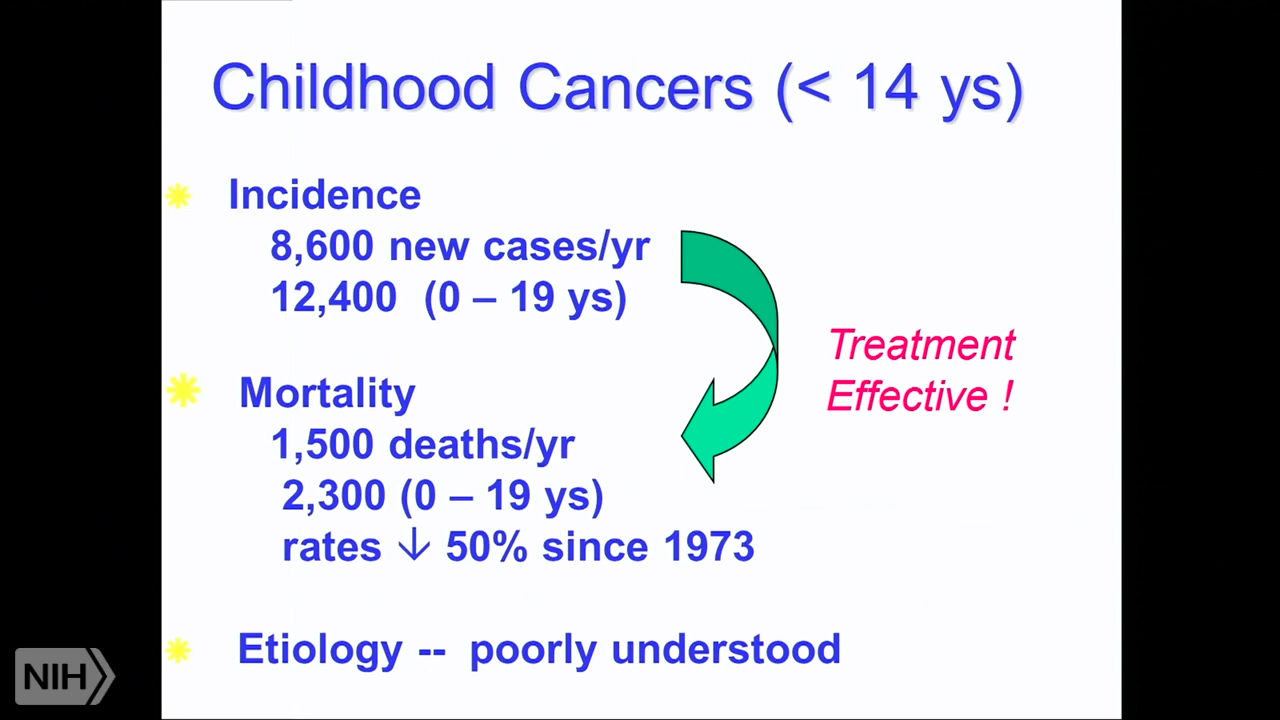 Childhood Cancers (< 14 ys)
Incidence
8,600 new cases/yr
12,400 (0 – 19 ys)
Treatment
Effective !
Mortality
1,500 deaths/yr
2,300 (0 – 19 ys)
rates ↓ 50% since 1973
Etiology -- poorly understood
NIH